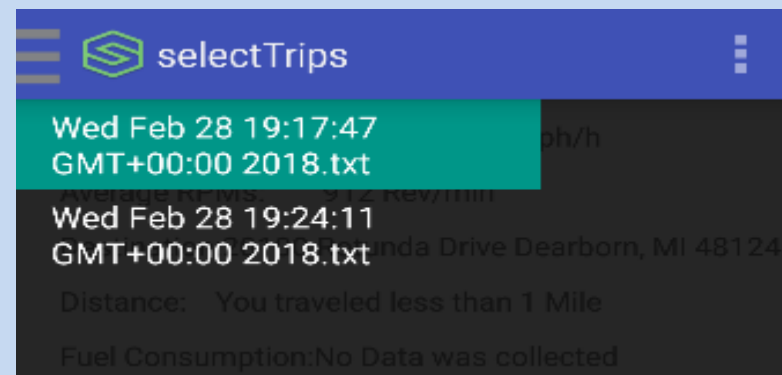 selectTrips
Wed Feb 28 19:17:47
GMT+00:00 2018.txt
ph/h
Average RPMs: 912 Rev/min
Wed Feb 28 19:24:11
GMT+00:00 2018.txt
unda Drive Dearborn, MI 48124
Distance: You traveled less than 1 Mile
Fuel Consumption:No Data was collected